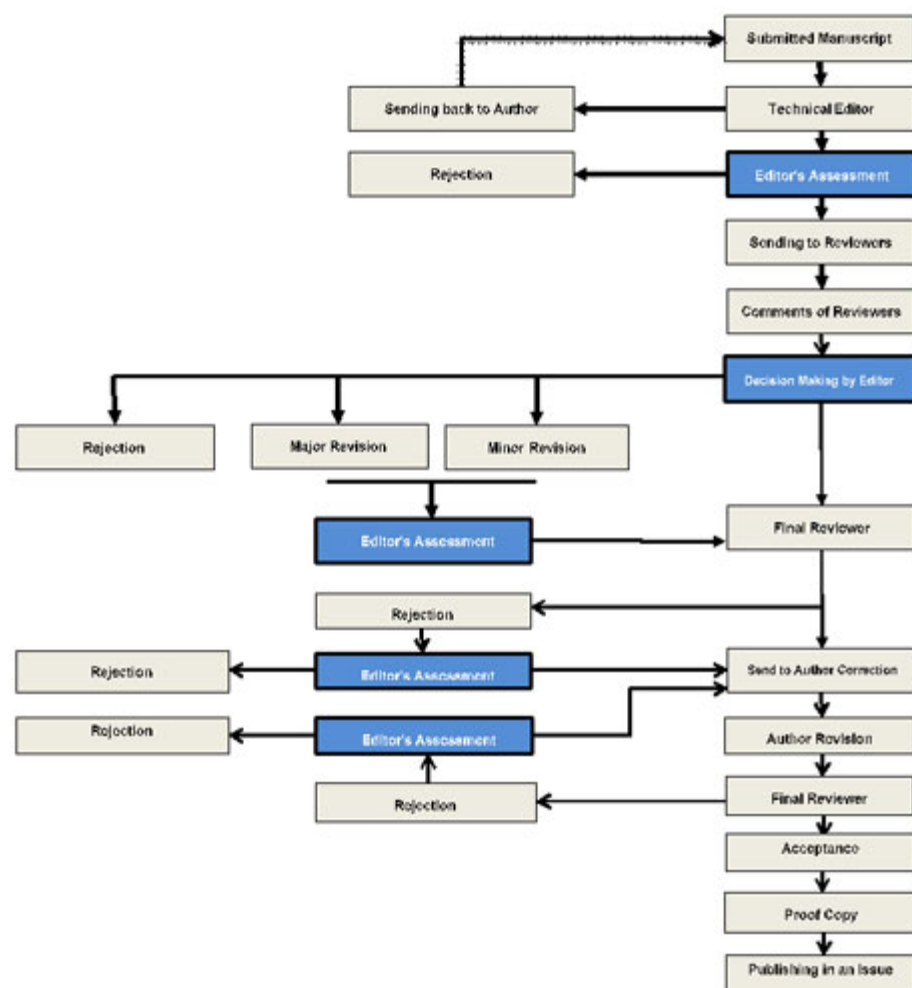 Submitted Manuscript
Sending back to Author
Technical Editor
Rejection
Editor's Assessment
Sending to Reviewers
Comments of Reviewers
Decision Making by Editor
Rejection
Major Revision
Minor Revision
Final Reviewer
Editor's Assessment
Rejection
Rejection
Editor's Assessment
Send to Author Correction
Rejection
Editor's Assessment
Author Revision
Rejection
Final Reviewer
Acceptance
Proof Copy
Publishing in an Issue